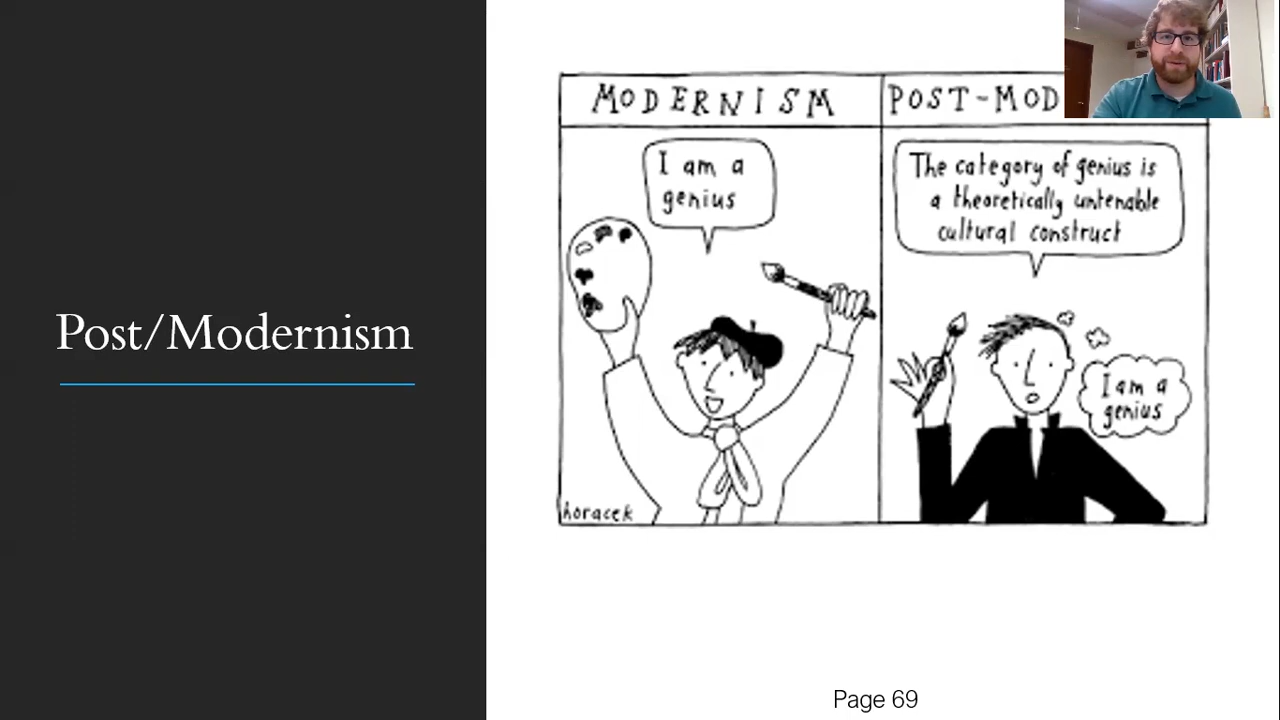 Post/Modernism
MODERNISM
POST-MOD
I am a
genius
The category of genius is
a theoretically untenable
cultural construct
I am a
genius
horacek
Page 69